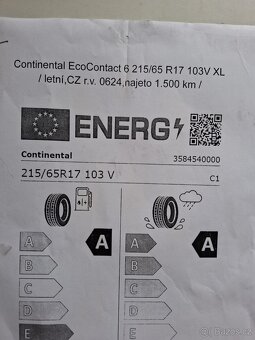 Continental EcoContact 6 215/65 R17 103V XL
/ letní,CZ r.v. 0624,najeto 1.500 km /
ENERG
Continental 3584540000
215/65R17 103 V C1
A A A A
B B
C C
D D
E